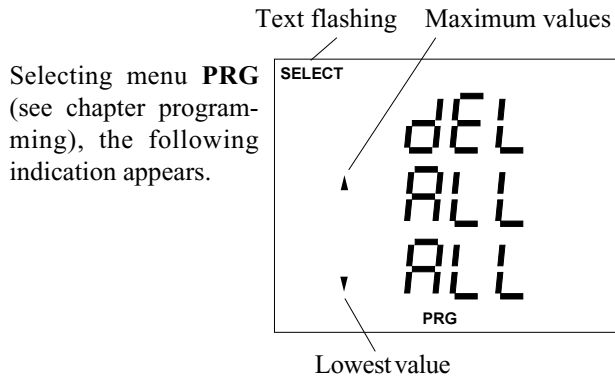 Text flashing Maximum values
Selecting menu PRG
(see chapter program-
ming), the following
indication appears.
SELECT
dEL
ALL
ALL
PRG
Lowest value